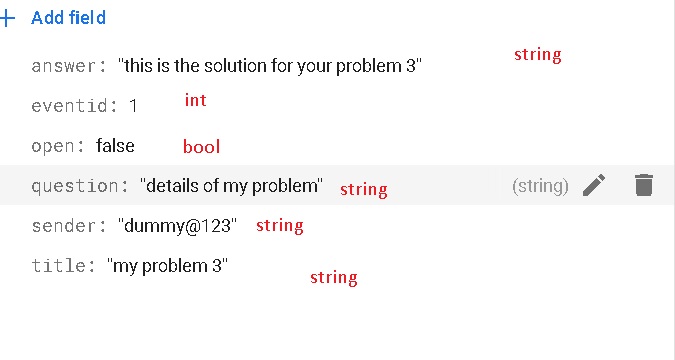 + Add field
answer: "this is the solution for your problem 3" string
eventid: 1 int
open: false bool
question: "details of my problem" string (string)
sender: "dummy@123" string
title: "my problem 3" string